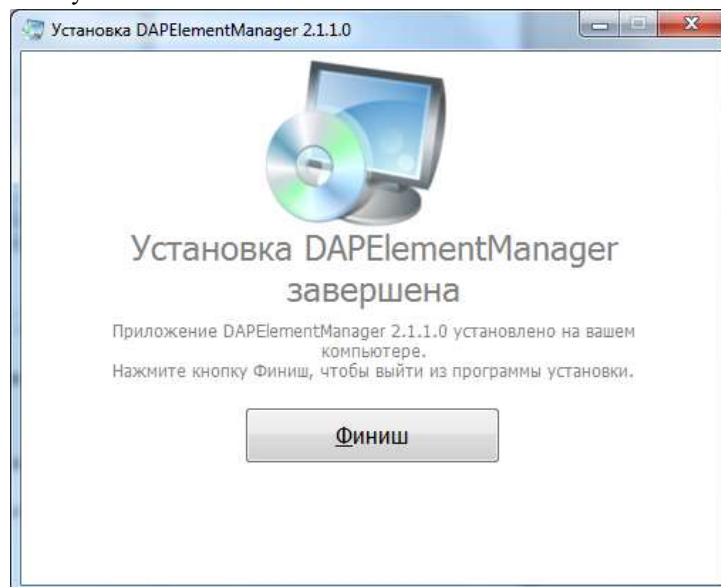 Установка DAPElementManager 2.1.1.0
Установка DAPElementManager
завершена
Приложение DAPElementManager 2.1.1.0 установлено на вашем
компьютере.
Нажмите кнопку Финиш, чтобы выйти из программы установки.
Финиш